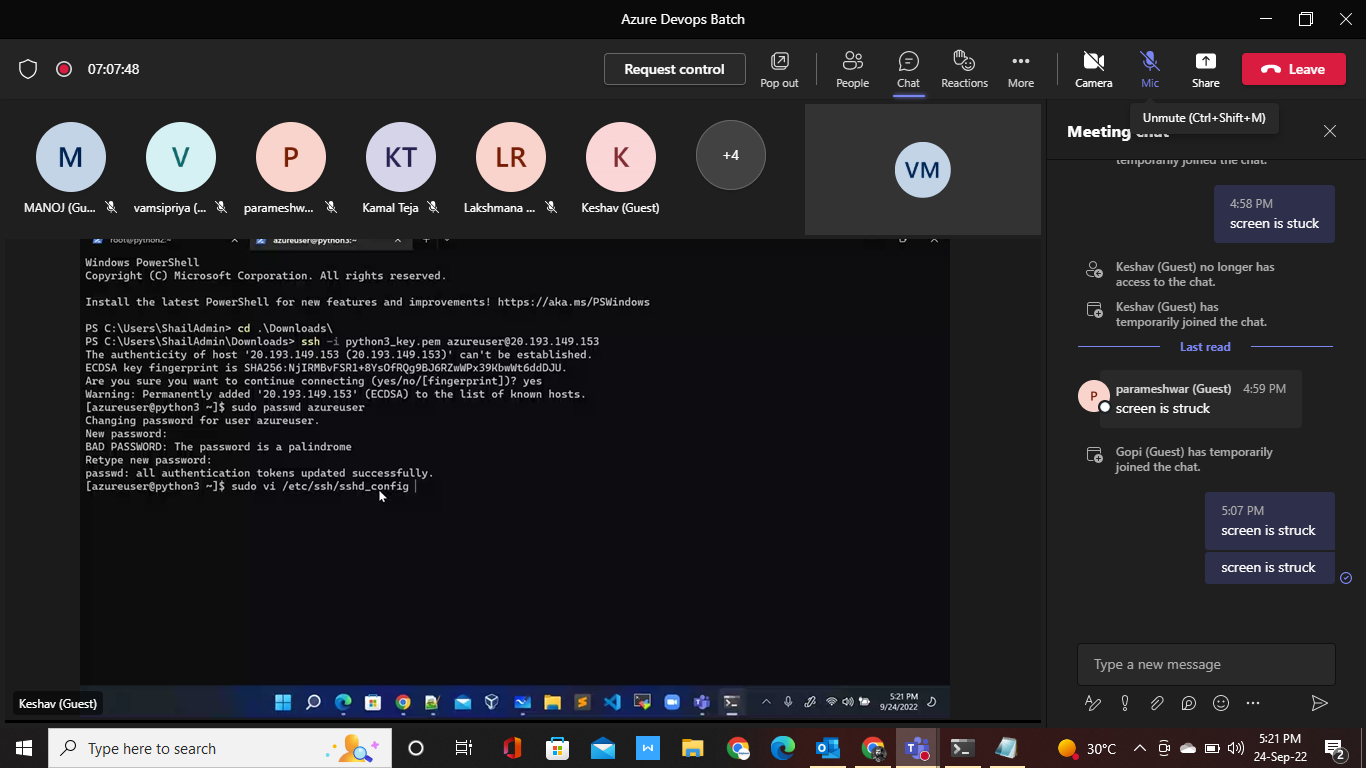 Azure Devops Batch
07:07:48
Request control
Pop out
People
Chat
Reactions
More
Camera
Mic
Share
Leave
Unmute (Ctrl+Shift+M)
Meeting chat
M
V
P
KT
LR
K
+4
VM
MANOJ (Gu...
vamsipriya (...
parameshw...
Kamal Teja
Lakshmana ...
Keshav (Guest)
root@python2:~
azureuser@python3:~
Windows PowerShell
Copyright (C) Microsoft Corporation. All rights reserved.
Install the latest PowerShell for new features and improvements! https://aka.ms/PSWindows
PS C:\Users\ShailAdmin> cd .\Downloads\
PS C:\Users\ShailAdmin\Downloads> ssh -i python3_key.pem azureuser@20.193.149.153
The authenticity of host '20.193.149.153 (20.193.149.153)' can't be established.
ECDSA key fingerprint is SHA256:NjIRMBvFSR1+8YsOfRQg9BJ6RZwWPx39KbwWt6ddDJU.
Are you sure you want to continue connecting (yes/no/[fingerprint])? yes
Warning: Permanently added '20.193.149.153' (ECDSA) to the list of known hosts.
[azureuser@python3 ~]$ sudo passwd azureuser
Changing password for user azureuser.
New password:
BAD PASSWORD: The password is a palindrome
Retype new password:
passwd: all authentication tokens updated successfully.
[azureuser@python3 ~]$ sudo vi /etc/ssh/sshd_config
Keshav (Guest)
5:21 PM
9/24/2022
temporarily joined the chat.
4:58 PM
screen is stuck
Keshav (Guest) no longer has
access to the chat.
Keshav (Guest) has
temporarily joined the chat.
Last read
P
parameshwar (Guest) 4:59 PM
screen is struck
Gopi (Guest) has temporarily
joined the chat.
5:07 PM
screen is struck
screen is struck
Type a new message
Type here to search
W
30°C
5:21 PM
24-Sep-22
2